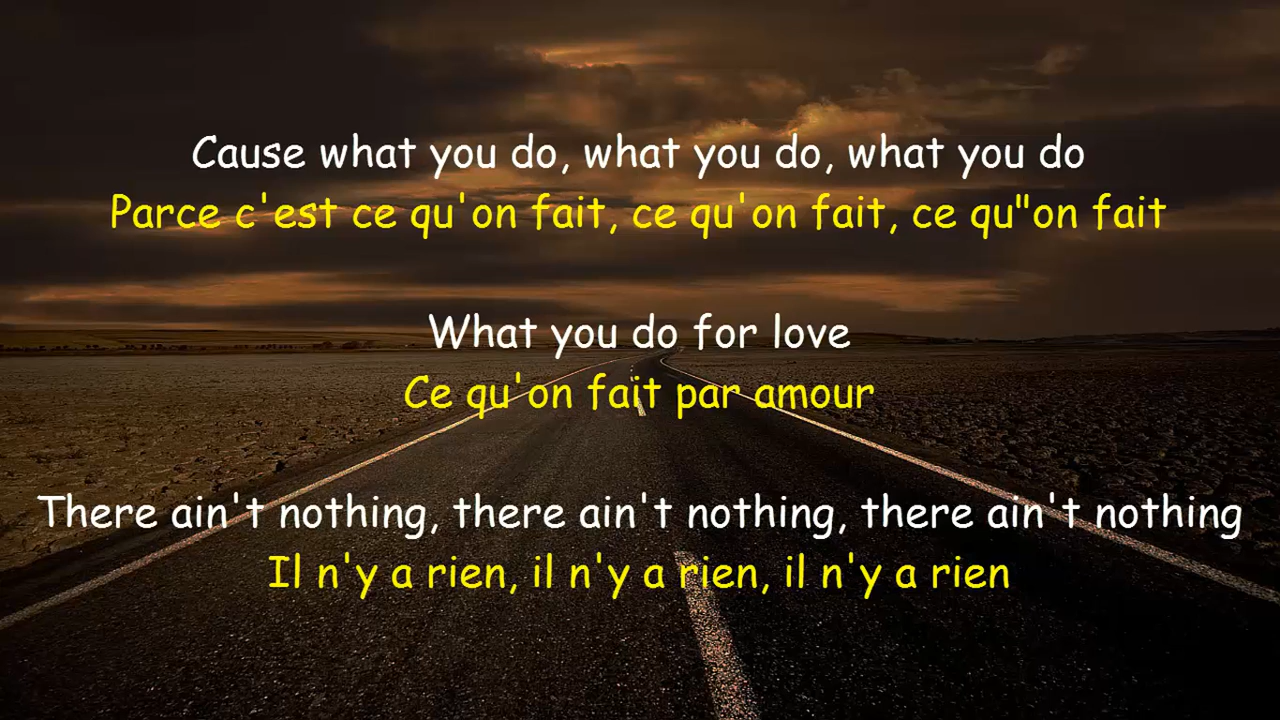 Cause what you do, what you do, what you do
Parce c'est ce qu'on fait, ce qu'on fait, ce qu"on fait
What you do for love
Ce qu'on fait par amour
There ain't nothing, there ain't nothing, there ain't nothing
Il n'y a rien, il n'y a rien, il n'y a rien